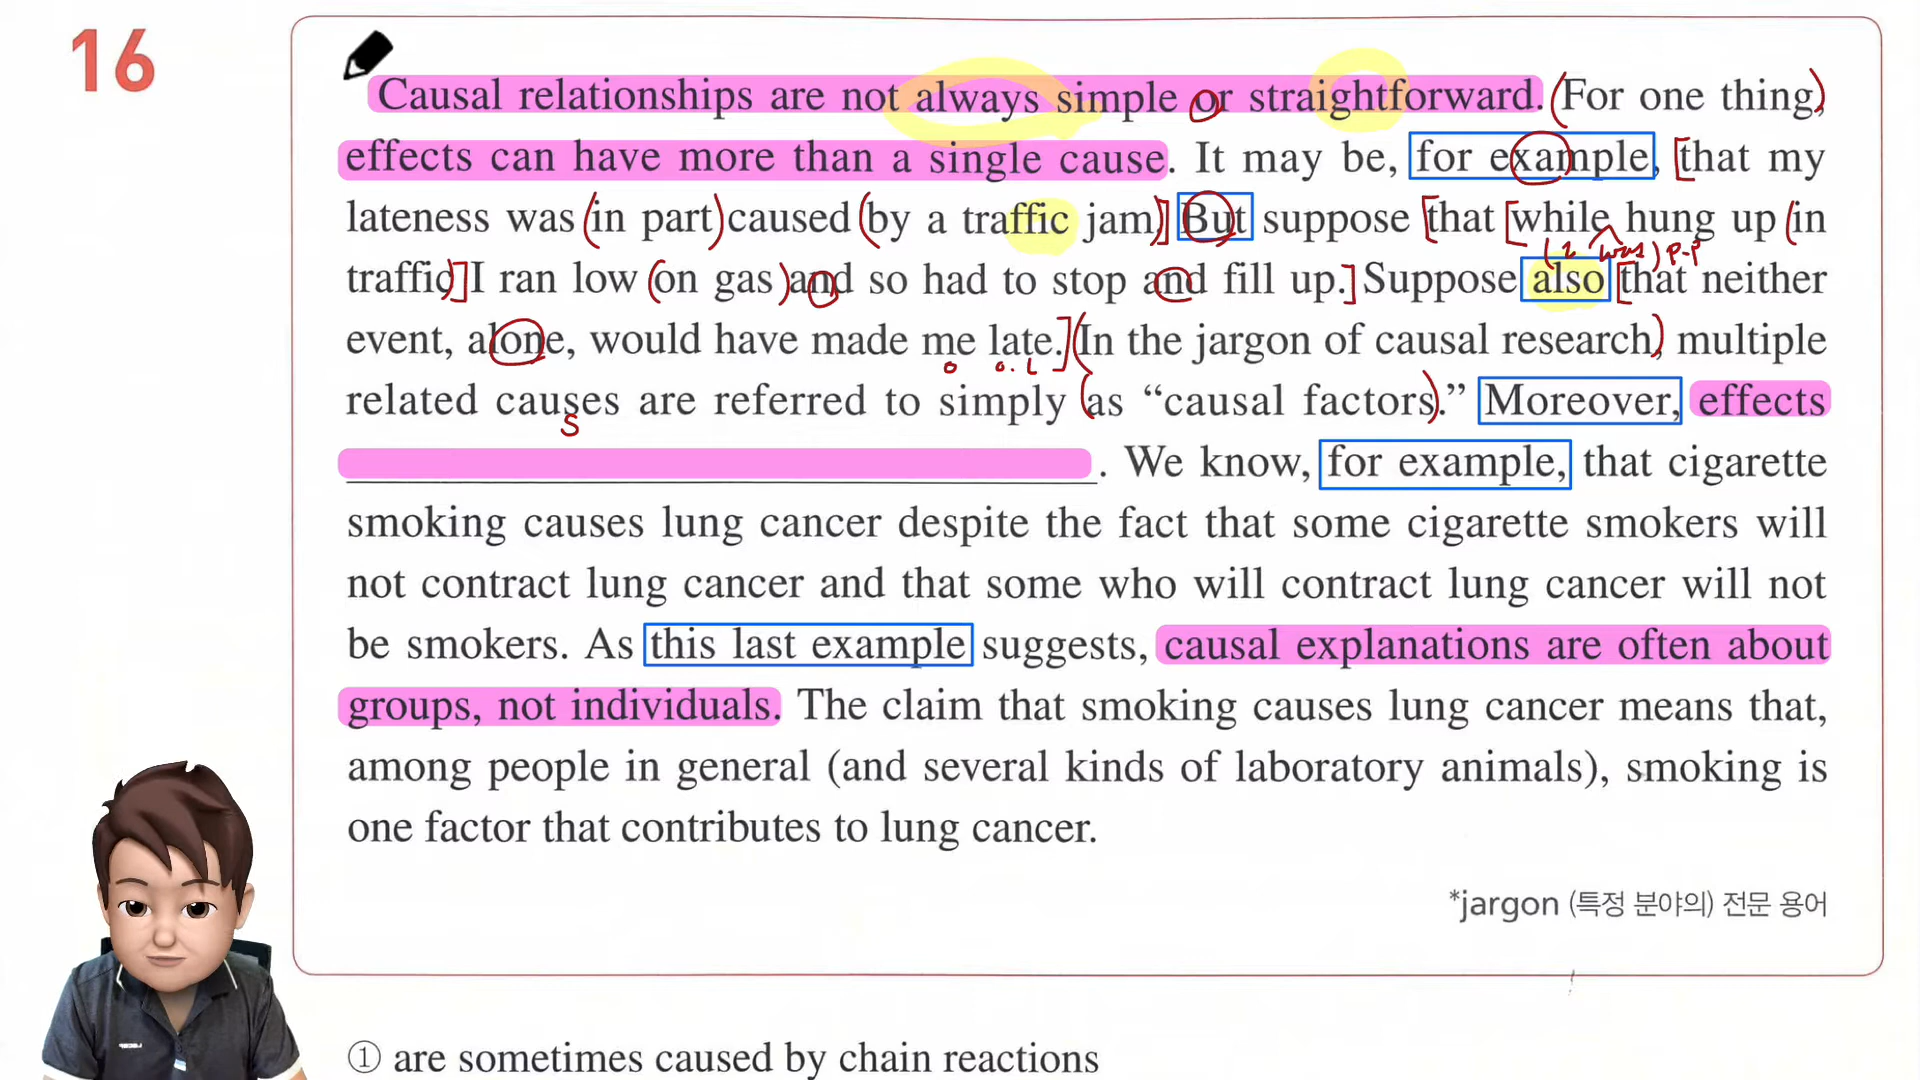 16
Causal relationships are not always simple or straightforward. (For one thing,)
effects can have more than a single cause. It may be, for example, [that my
lateness was (in part) caused (by a traffic jam.)] But suppose [that [while hung up (in
(I was) p.p
traffic)] I ran low (on gas) and so had to stop and fill up.] Suppose also [that neither
event, alone, would have made me late.] (In the jargon of causal research,) multiple
o o.c
related causes are referred to simply (as “causal factors).” Moreover, effects
s
. We know, for example, that cigarette
smoking causes lung cancer despite the fact that some cigarette smokers will
not contract lung cancer and that some who will contract lung cancer will not
be smokers. As this last example suggests, causal explanations are often about
groups, not individuals. The claim that smoking causes lung cancer means that,
among people in general (and several kinds of laboratory animals), smoking is
one factor that contributes to lung cancer.
*jargon (특정 분야의) 전문 용어
① are sometimes caused by chain reactions